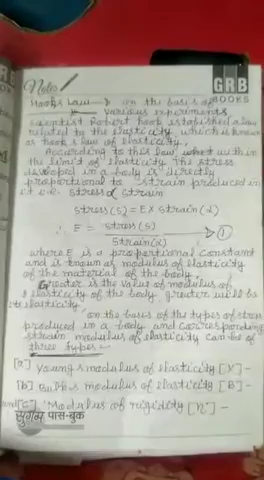 Note
GRB
BOOKS
Hooks Law → on the basis of
various experiments
scientist Robert hook established a law
related to the elasticity which is known
as hook's law of elasticity,
According to this law within
the limit of elasticity the stress
developed in a body is directly
proportional to strain produced in
it i.e. Stress α strain
stress(s) = E x strain(α)
∴ E = stress(s) / Strain(α) → ①
where E is a proportional constant
and is known as modulus of elasticity
of the material of the body,
Greater is the value of modulus of
elasticity of the body greater will be
its elasticity.
on the basis of the types of stress
produced in a body and corresponding
strain modulus of elasticity can be of
three types -
[a] Young's modulus of elasticity [Y] -
[b] Bulk's modulus of elasticity [B] -
[c] Modulus of rigidity [η] -
सुगम पास-बुक